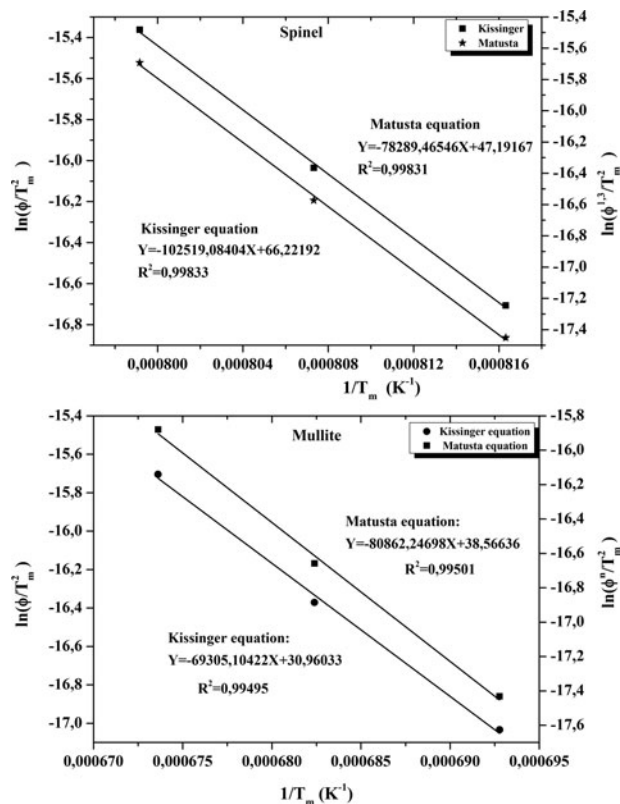 Spinel
Kissinger
Matusta
-15,4
-15,6
-15,8
-16,0
-16,2
-16,4
-16,6
-16,8
ln(ϕ/T²ₘ)
-15,4
-15,6
-15,8
-16,0
-16,2
-16,4
-16,6
-16,8
-17,0
-17,2
-17,4
ln(ϕ¹,³/T⁻²ₘ)
Matusta equation
Y=-78289,46546X+47,19167
R²=0,99831
Kissinger equation
Y=-102519,08404X+66,22192
R²=0,99833
0,000800 0,000804 0,000808 0,000812 0,000816
1/Tₘ (K⁻¹)
Mullite
Kissinger equation
Matusta equation
-15,4
-15,6
-15,8
-16,0
-16,2
-16,4
-16,6
-16,8
-17,0
ln(ϕ/T²ₘ)
-15,8
-16,0
-16,2
-16,4
-16,6
-16,8
-17,0
-17,2
-17,4
-17,6
ln(ϕⁿ/T⁻²ₘ)
Matusta equation:
Y=-80862,24698X+38,56636
R²=0,99501
Kissinger equation:
Y=-69305,10422X+30,96033
R²=0,99495
0,000670 0,000675 0,000680 0,000685 0,000690 0,000695
1/Tₘ (K⁻¹)